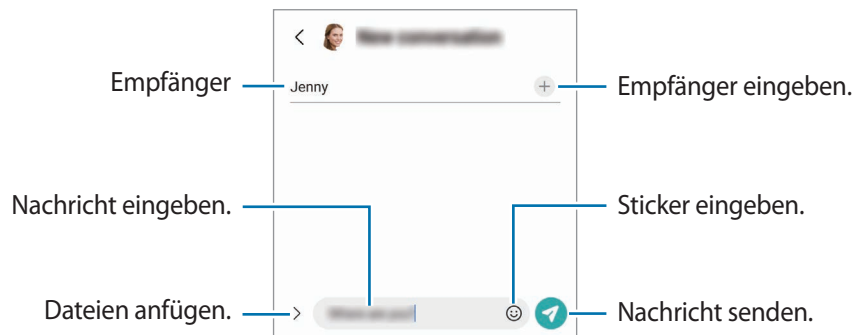 Empfänger
Jenny
Empfänger eingeben.
Nachricht eingeben.
Sticker eingeben.
Dateien anfügen.
Nachricht senden.